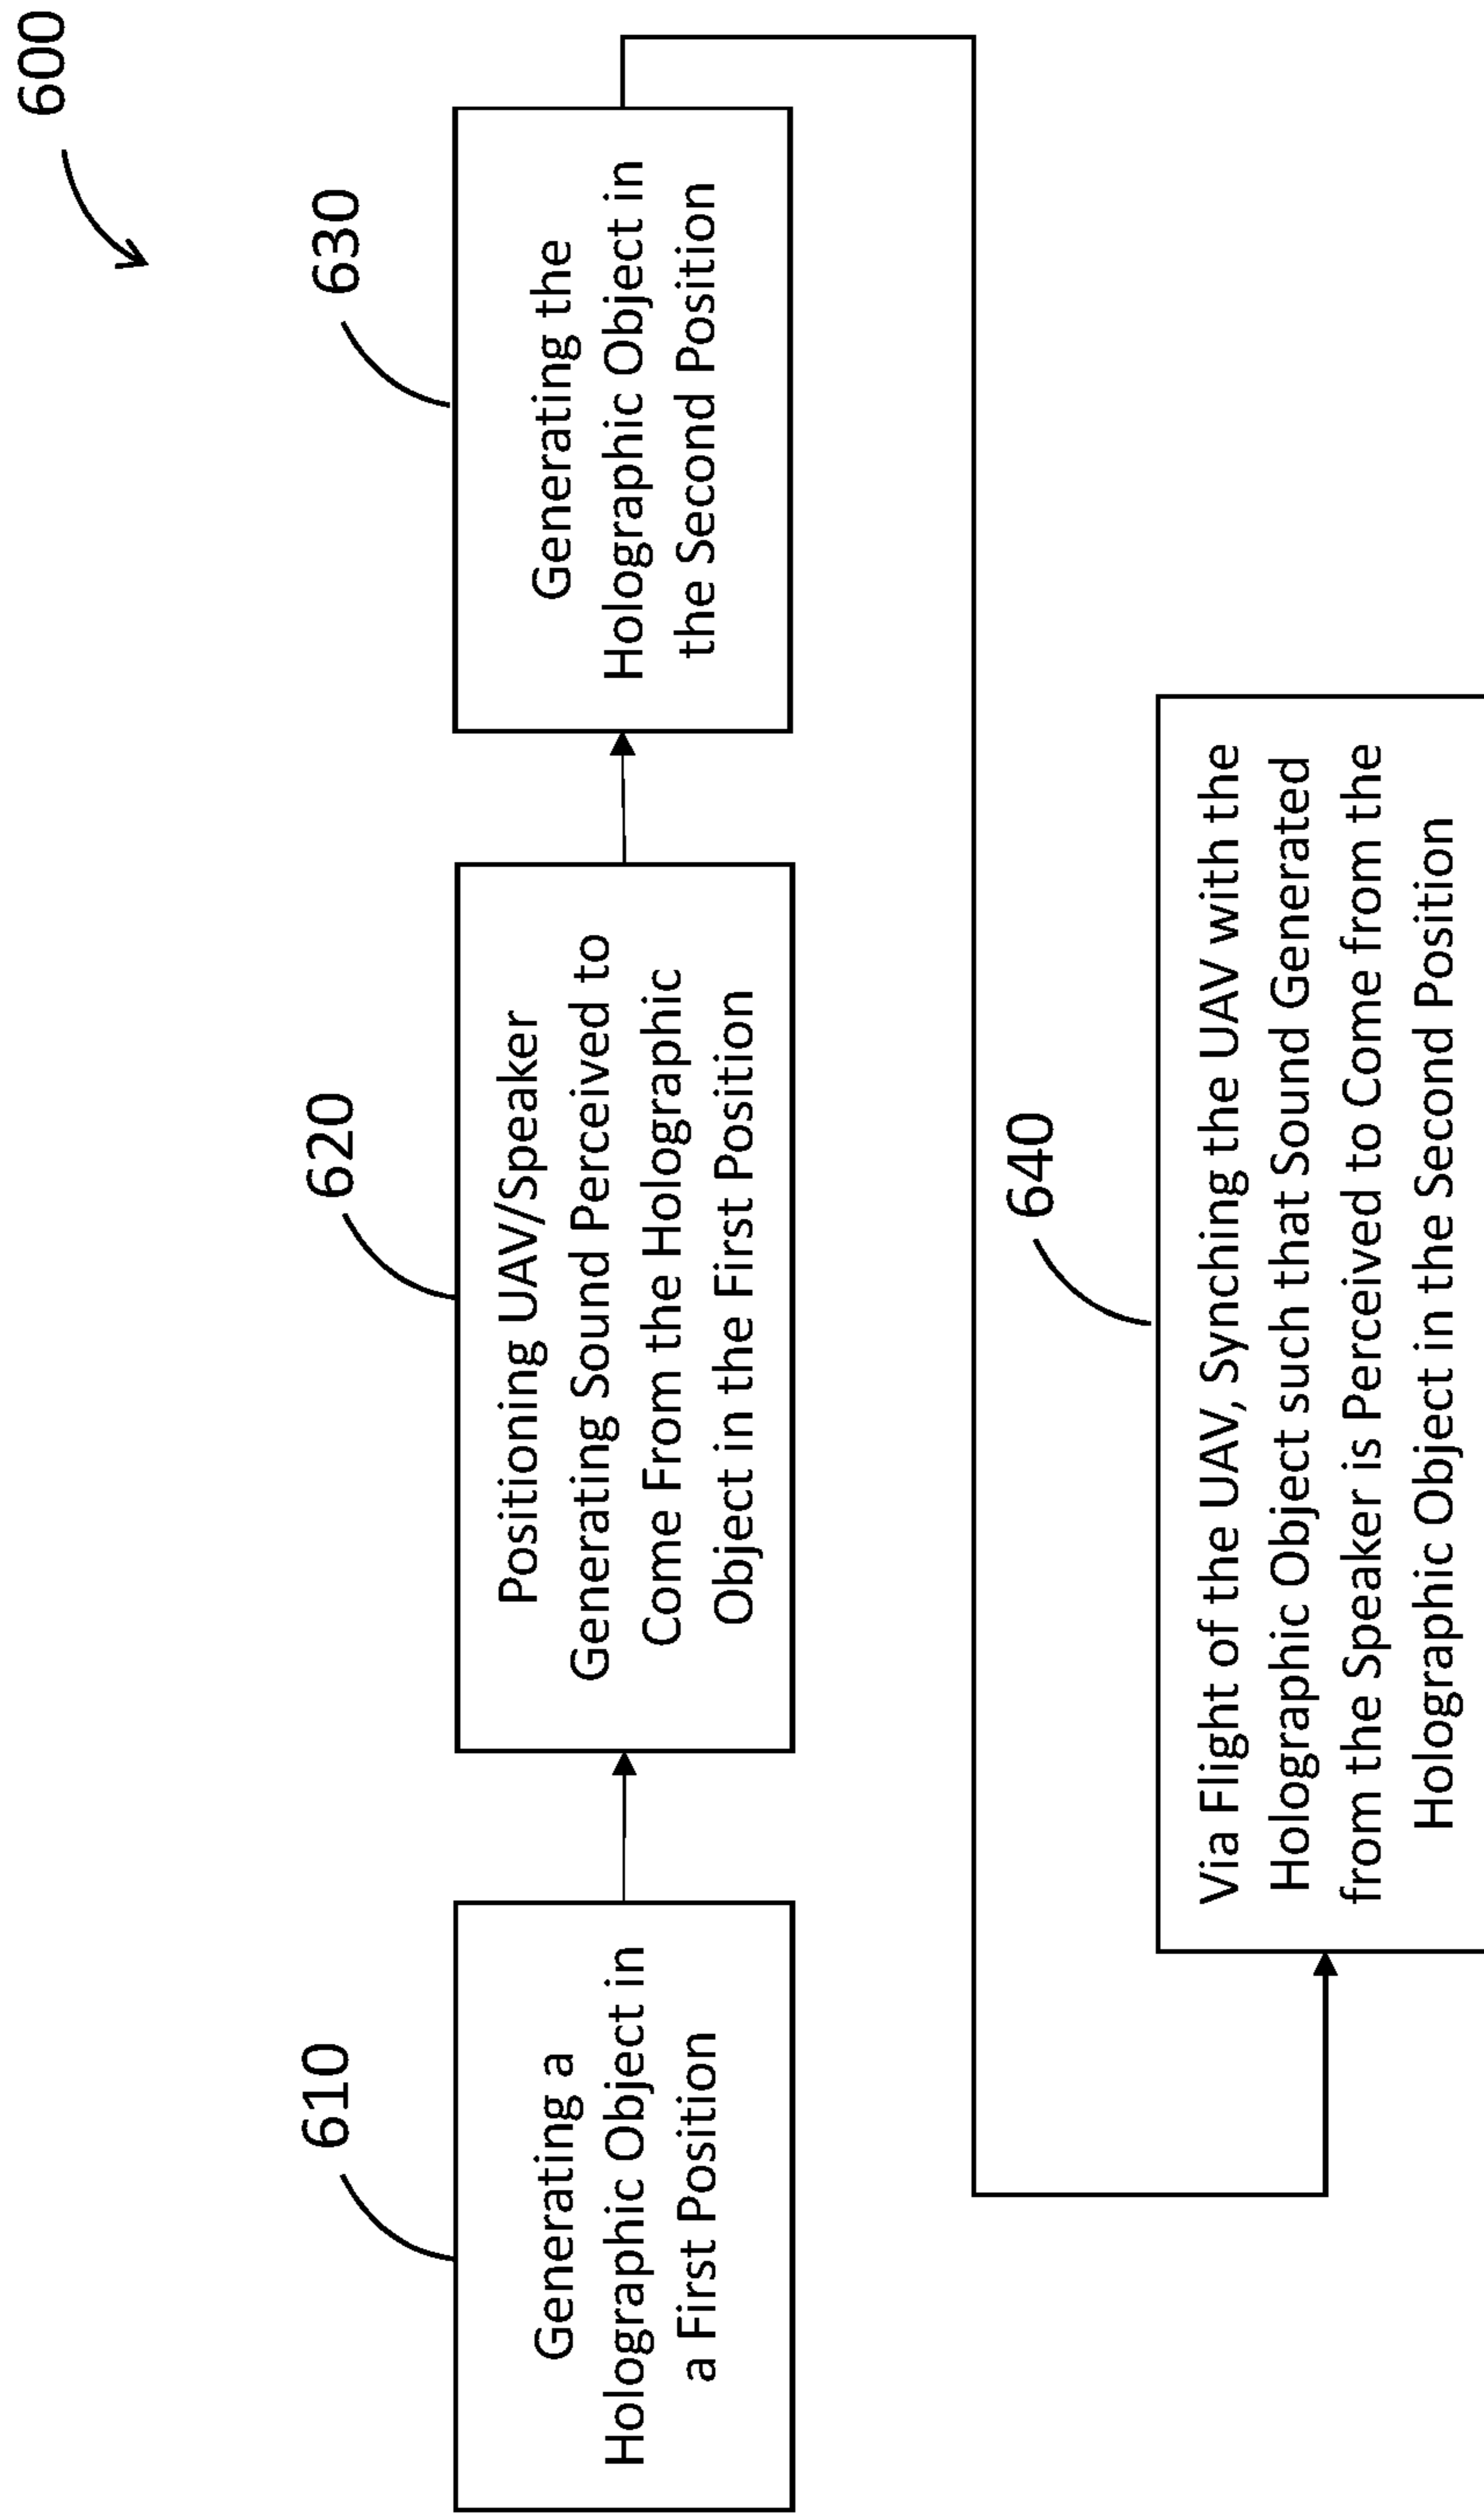 600
610
Generating a
Holographic Object in
a First Position
620
Positioning UAV/Speaker
Generating Sound Perceived to
Come From the Holographic
Object in the First Position
630
Generating the
Holographic Object in
the Second Position
640
Via Flight of the UAV, Synching the UAV with the
Holographic Object such that Sound Generated
from the Speaker is Perceived to Come from the
Holographic Object in the Second Position